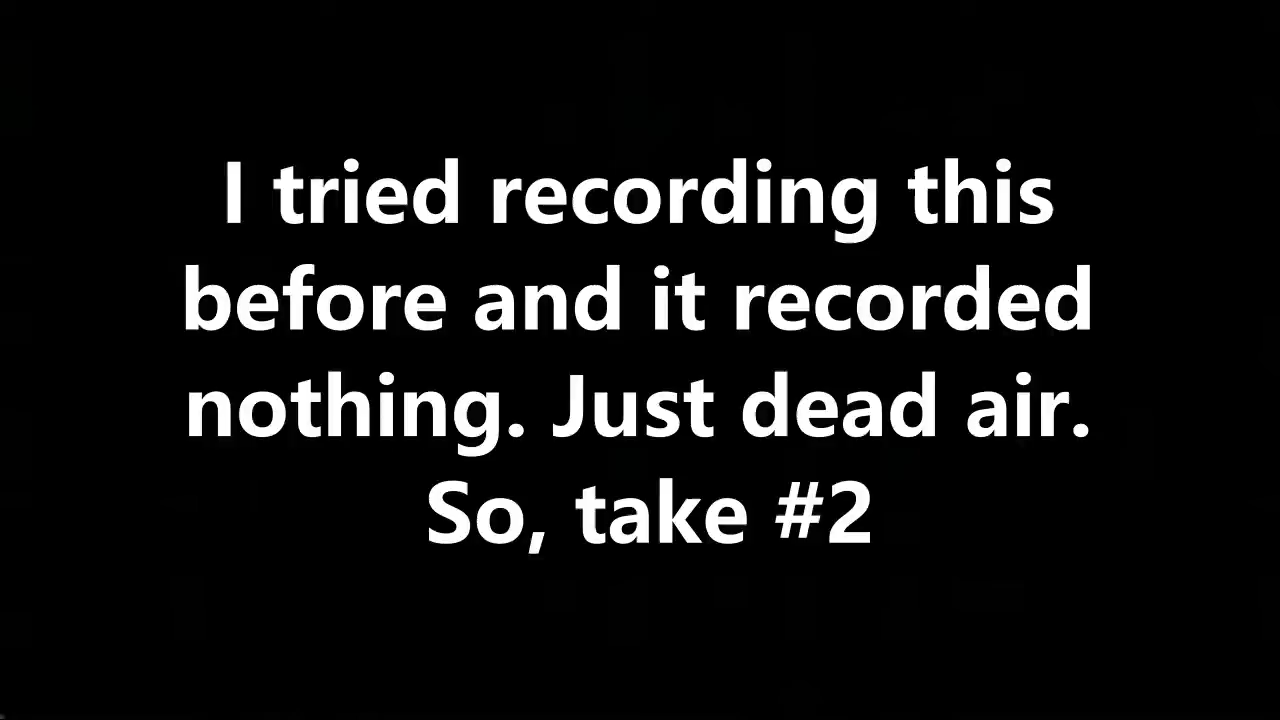 I tried recording this
before and it recorded
nothing. Just dead air.
So, take #2